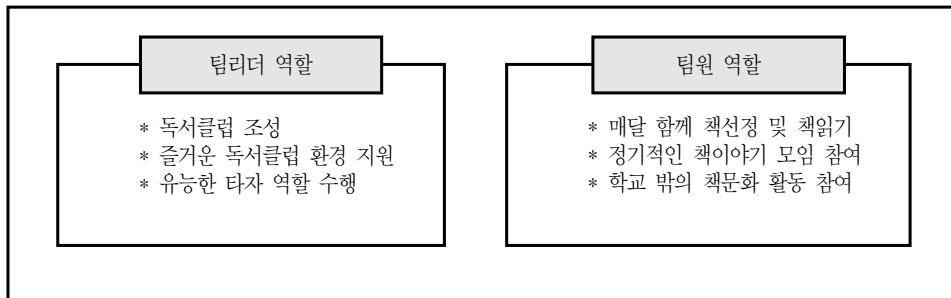 팀리더 역할
* 독서클럽 조성
* 즐거운 독서클럽 환경 지원
* 유능한 타자 역할 수행
팀원 역할
* 매달 함께 책선정 및 책읽기
* 정기적인 책이야기 모임 참여
* 학교 밖의 책문화 활동 참여